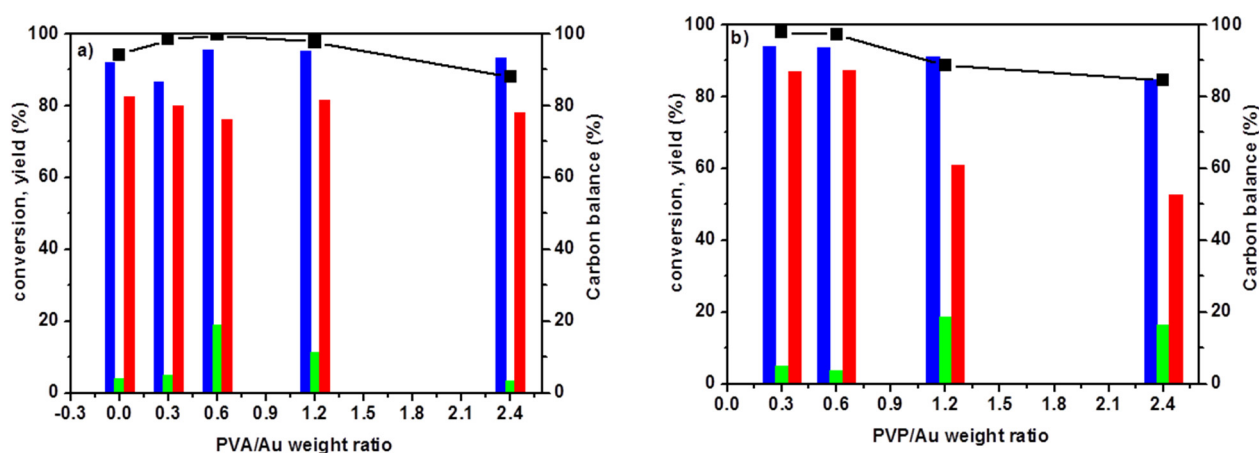 a)
conversion, yield (%)
100
80
60
40
20
0
100
80
60
40
20
0
Carbon balance (%)
-0.3 0.0 0.3 0.6 0.9 1.2 1.5 1.8 2.1 2.4
PVA/Au weight ratio
b)
conversion, yield (%)
100
80
60
40
20
0
100
80
60
40
20
0
Carbon balance (%)
0.0 0.3 0.6 0.9 1.2 1.5 1.8 2.1 2.4
PVP/Au weight ratio